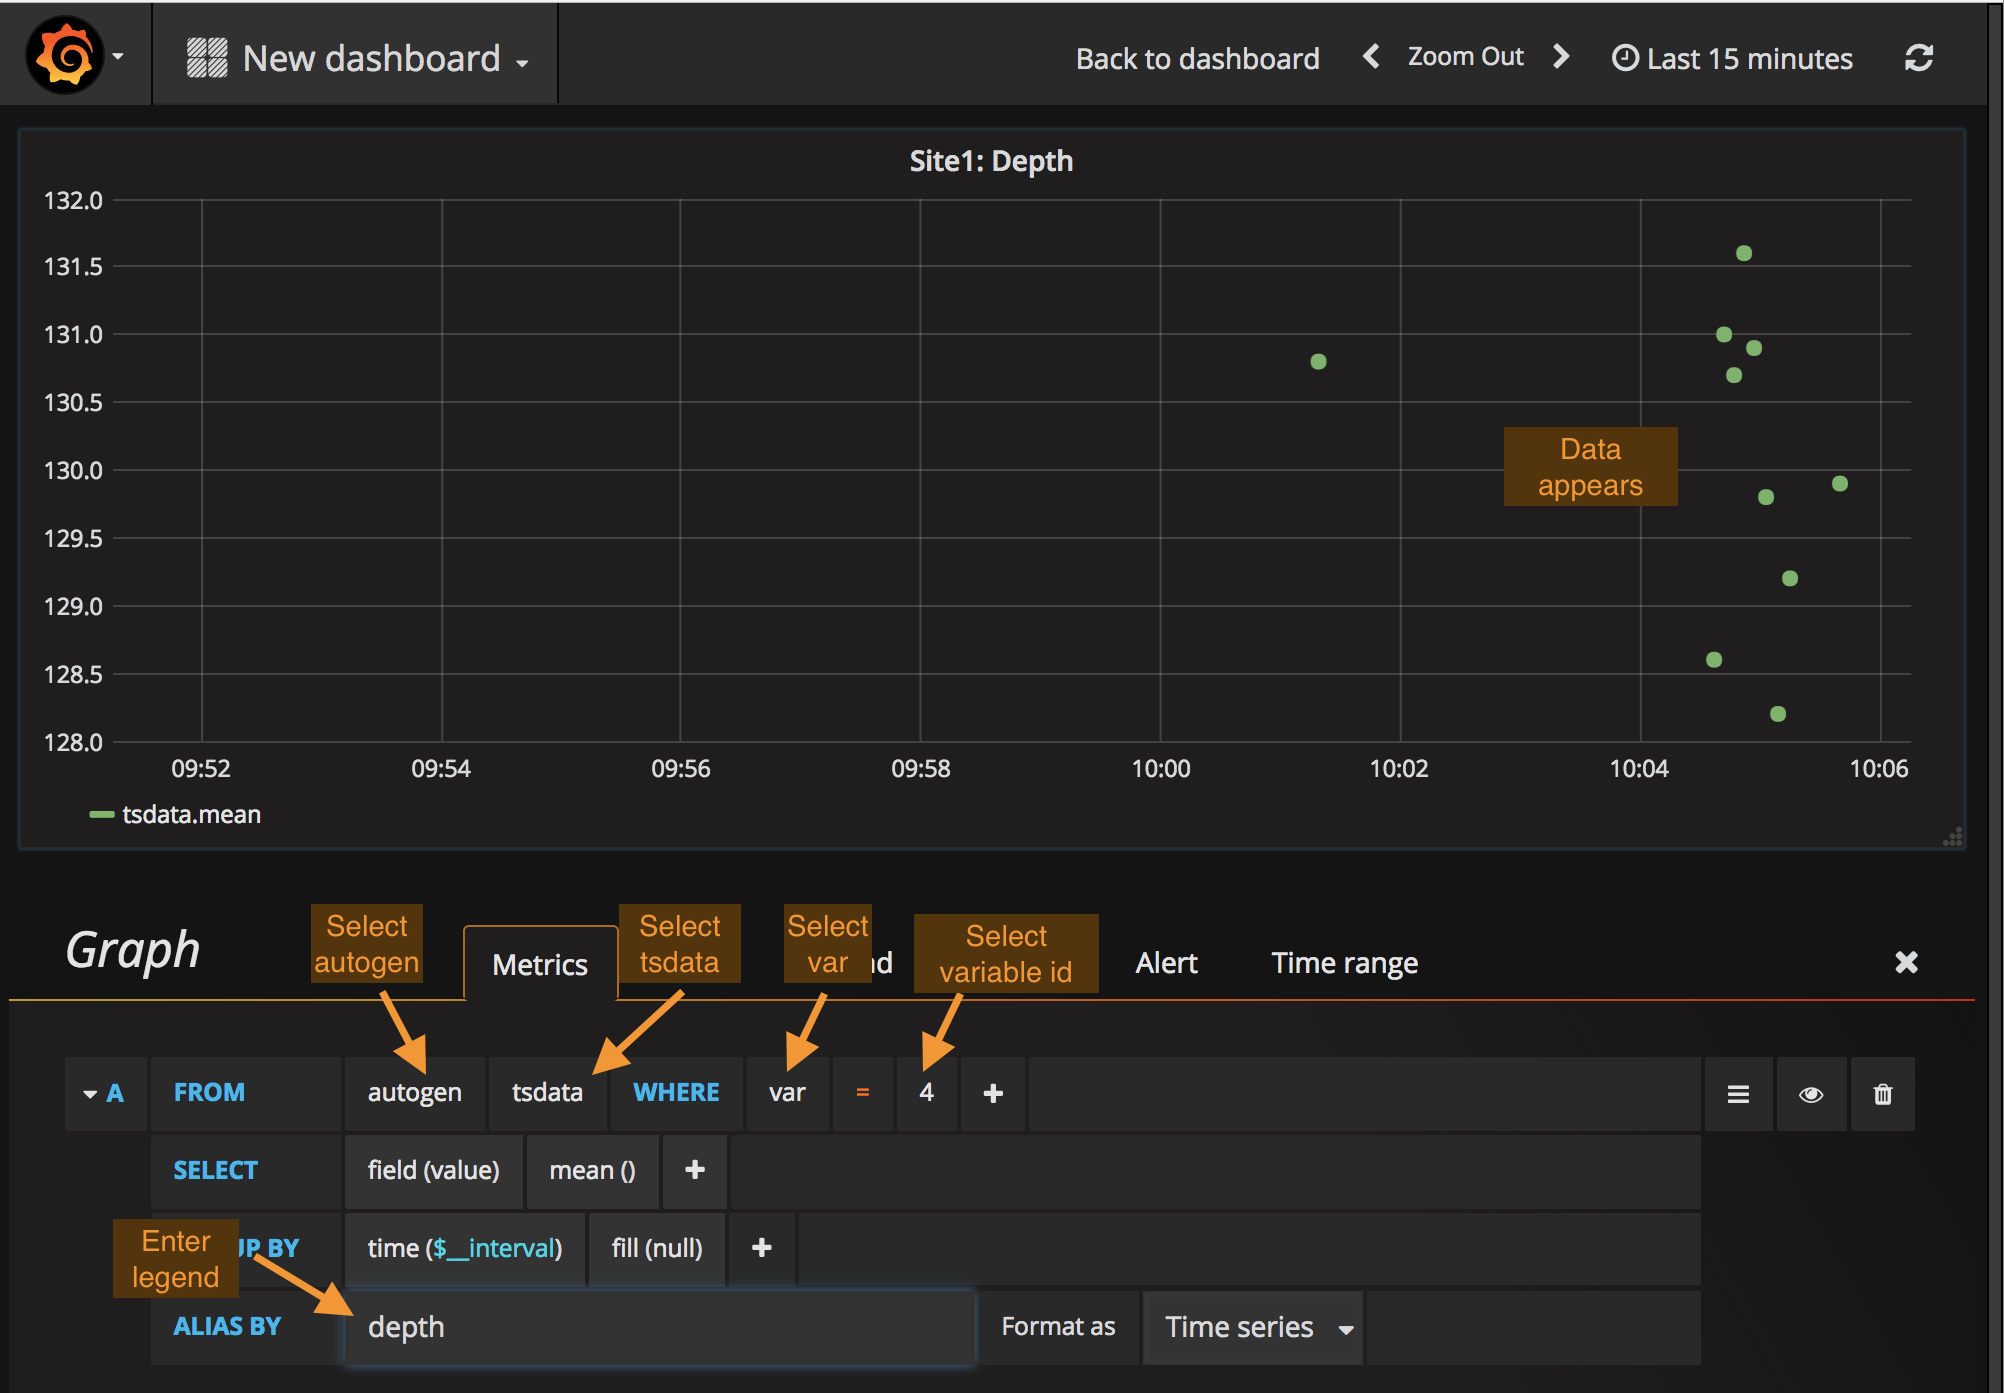 New dashboard
Back to dashboard
Zoom Out
Last 15 minutes
Site1: Depth
132.0
131.5
131.0
130.5
130.0
129.5
129.0
128.5
128.0
Data
appears
09:52 09:54 09:56 09:58 10:00 10:02 10:04 10:06
tsdata.mean
Graph
Select
autogen
Metrics
Select
tsdata
Select
var
Select
variable id
Alert
Time range
A FROM autogen tsdata WHERE var = 4 +
SELECT field (value) mean () +
Enter
legend
UP BY time ($__interval) fill (null) +
ALIAS BY depth Format as Time series